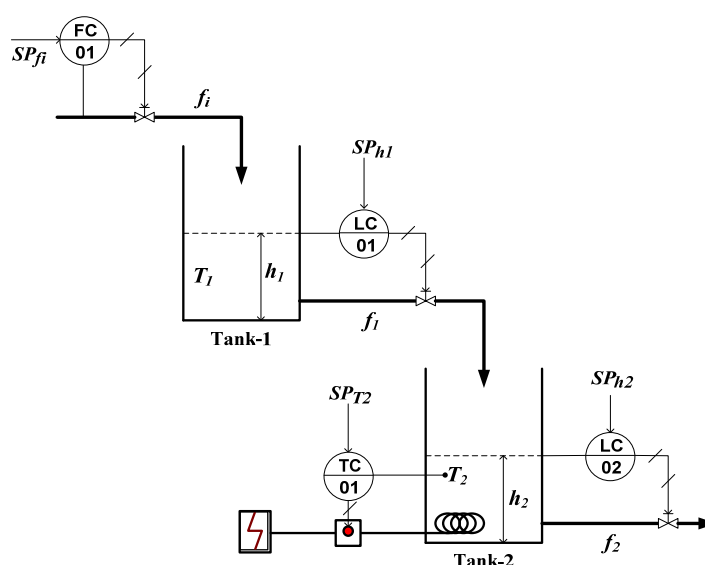 FC
01
SPfi
fi
SPh1
LC
01
T1
h1
f1
Tank-1
SPT2
SPh2
TC
01
T2
LC
02
h2
f2
Tank-2